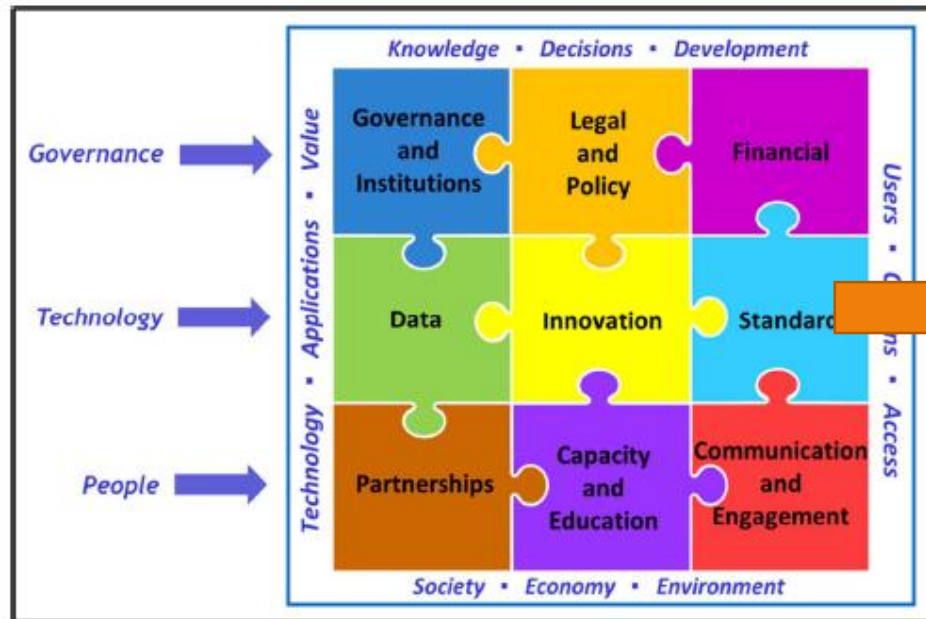 Knowledge ▪ Decisions ▪ Development
Governance
Technology
People
Technology ▪ Applications ▪ Value
Governance
and
Institutions
Legal
and
Policy
Financial
Data
Innovation
Standard
Partnerships
Capacity
and
Education
Communication
and
Engagement
Users ▪ ▪ Access
Society ▪ Economy ▪ Environment